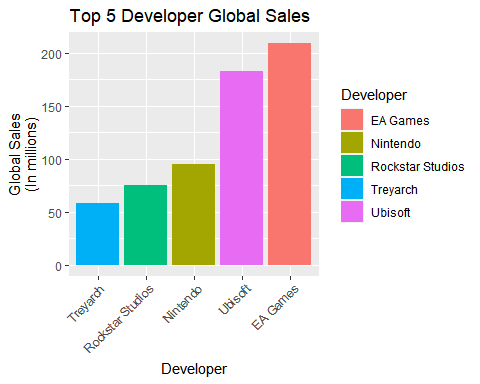 Top 5 Developer Global Sales
Global Sales
(In millions)
200
150
100
50
0
Treyarch
Rockstar Studios
Nintendo
Ubisoft
EA Games
Developer
Developer
EA Games
Nintendo
Rockstar Studios
Treyarch
Ubisoft